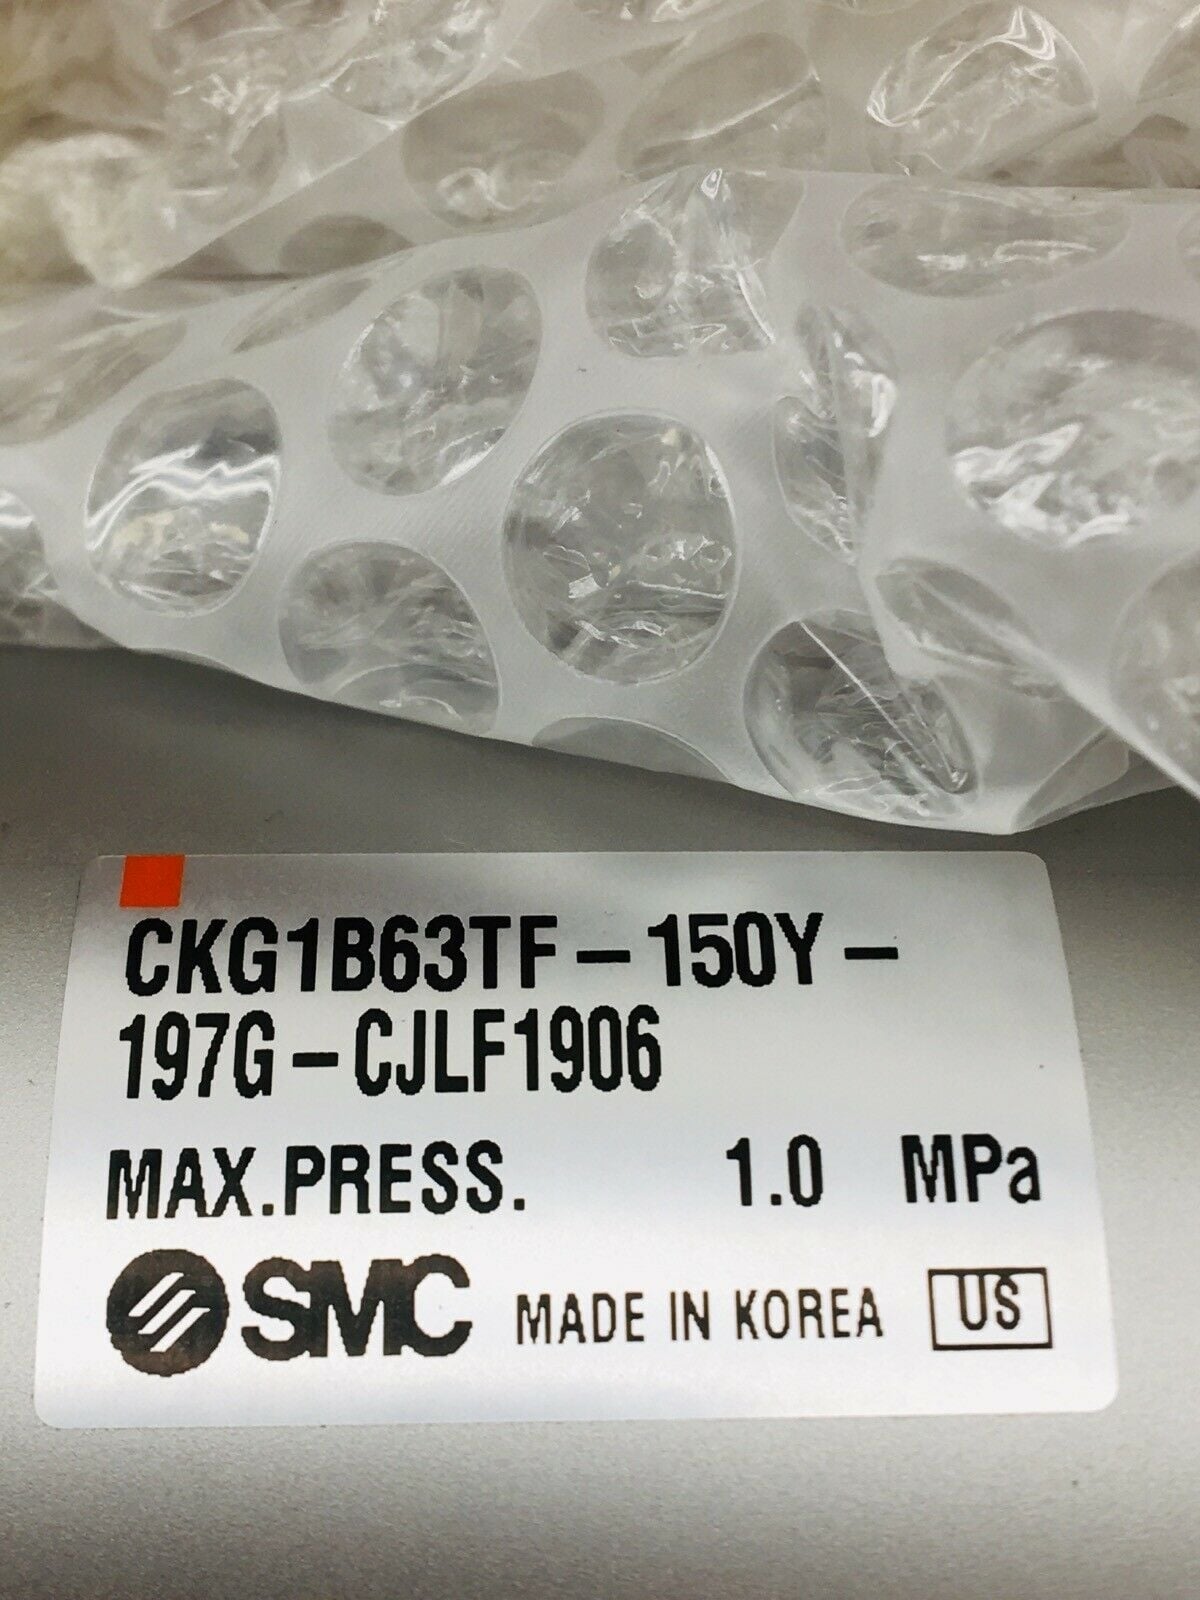 CKG1B63TF-150Y-
197G-CJLF1906
MAX.PRESS. 1.0 MPa
SMC MADE IN KOREA US